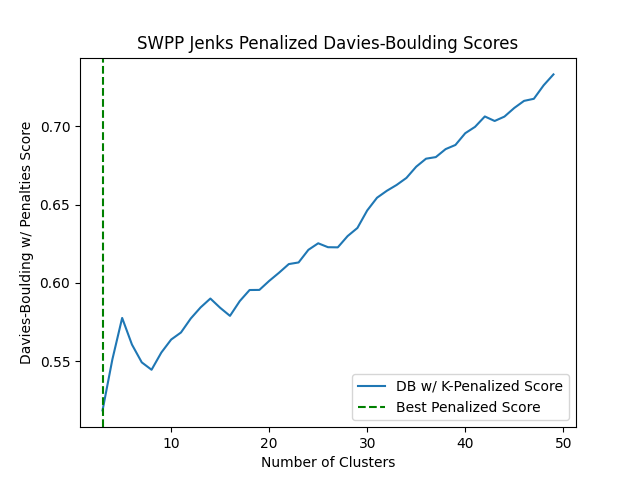 SWPP Jenks Penalized Davies-Boulding Scores
Davies-Boulding w/ Penalties Score
0.70
0.65
0.60
0.55
DB w/ K-Penalized Score
Best Penalized Score
10 20 30 40 50
Number of Clusters